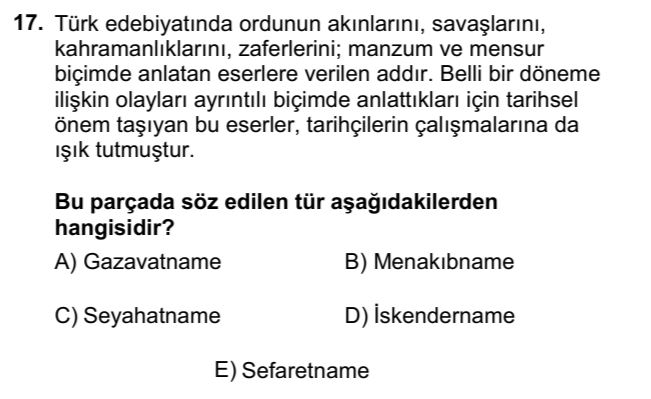 17. Türk edebiyatında ordunun akınlarını, savaşlarını,
kahramanlıklarını, zaferlerini; manzum ve mensur
biçimde anlatan eserlere verilen addır. Belli bir döneme
ilişkin olayları ayrıntılı biçimde anlattıkları için tarihsel
önem taşıyan bu eserler, tarihçilerin çalışmalarına da
ışık tutmuştur.
Bu parçada söz edilen tür aşağıdakilerden
hangisidir?
A) Gazavatname B) Menakıbname
C) Seyahatname D) İskendername
E) Sefaretname